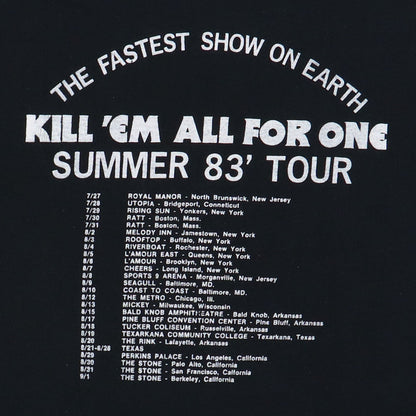 THE FASTEST SHOW ON EARTH
KILL 'EM ALL FOR ONE
SUMMER 83' TOUR
7/27 ROYAL MANOR - North Brunswick, New Jersey
7/28 UTOPIA - Bridgeport, Conneticut
7/29 RISING SUN - Yonkers, New York
7/30 RATT - Boston, Mass.
7/31 RATT - Boston, Mass.
8/2 MELODY INN - Jamestown, New York
8/3 ROOFTOP - Buffalo, New York
8/4 RIVERBOAT - Rochester, New York
8/5 L'AMOUR EAST - Queens, New York
8/6 L'AMOUR - Brooklyn, New York
8/7 CHEERS - Long Island, New York
8/8 SPORTS 9 ARENA - Morganville, New Jersey
8/9 SEAGULL - Baltimore, MD.
8/10 COAST TO COAST - Baltimore, MD.
8/12 THE METRO - Chicago, Ill.
8/13 MICKEY - Milwaukee, Wisconsin
8/15 BALD KNOB AMPHITHEATRE - Bald Knob, Arkansas
8/17 PINE BLUFF CONVENTION CENTER - Pine Bluff, Arkansas
8/18 TUCKER COLISEUM - Russelville, Arkansas
8/19 TEXARKANA COMMUNITY COLLEGE - Texarkana, Texas
8/20 THE RINK - Lafayette, Arkansas
8/21-8/28 TEXAS
8/29 PERKINS PALACE - Los Angeles, California
8/30 THE STONE - Palo Alto, California
8/31 THE STONE - San Francisco, California
9/1 THE STONE - Berkeley, California